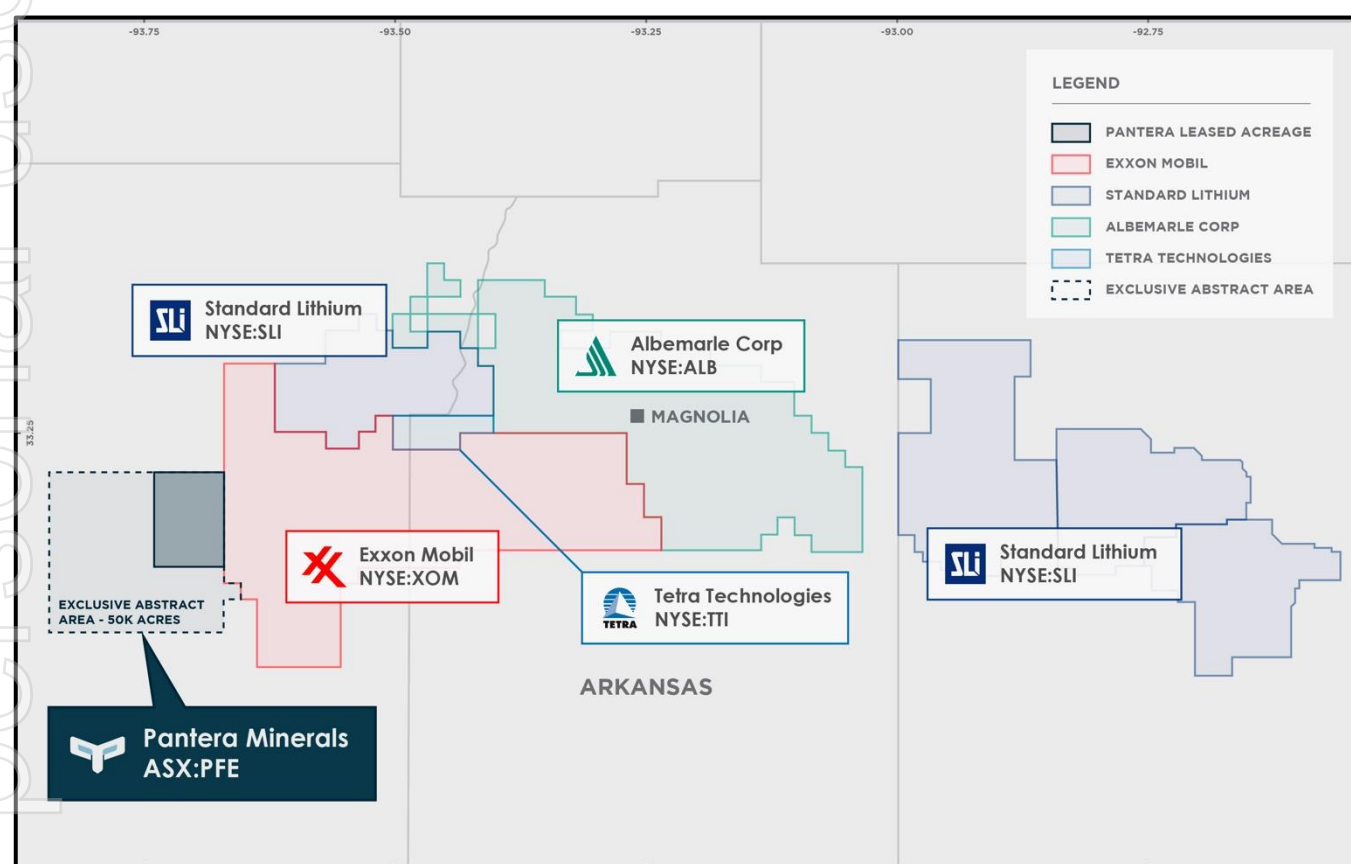 -93.75
-93.50
-93.25
-93.00
-92.75
LEGEND
PANTERA LEASED ACREAGE
EXXON MOBIL
STANDARD LITHIUM
ALBEMARLE CORP
TETRA TECHNOLOGIES
EXCLUSIVE ABSTRACT AREA
SLi
Standard Lithium
NYSE:SLI
Albemarle Corp
NYSE:ALB
MAGNOLIA
33.25
Exxon Mobil
NYSE:XOM
SLi
Standard Lithium
NYSE:SLI
TETRA
Tetra Technologies
NYSE:TTI
EXCLUSIVE ABSTRACT
AREA - 50K ACRES
ARKANSAS
Pantera Minerals
ASX:PFE